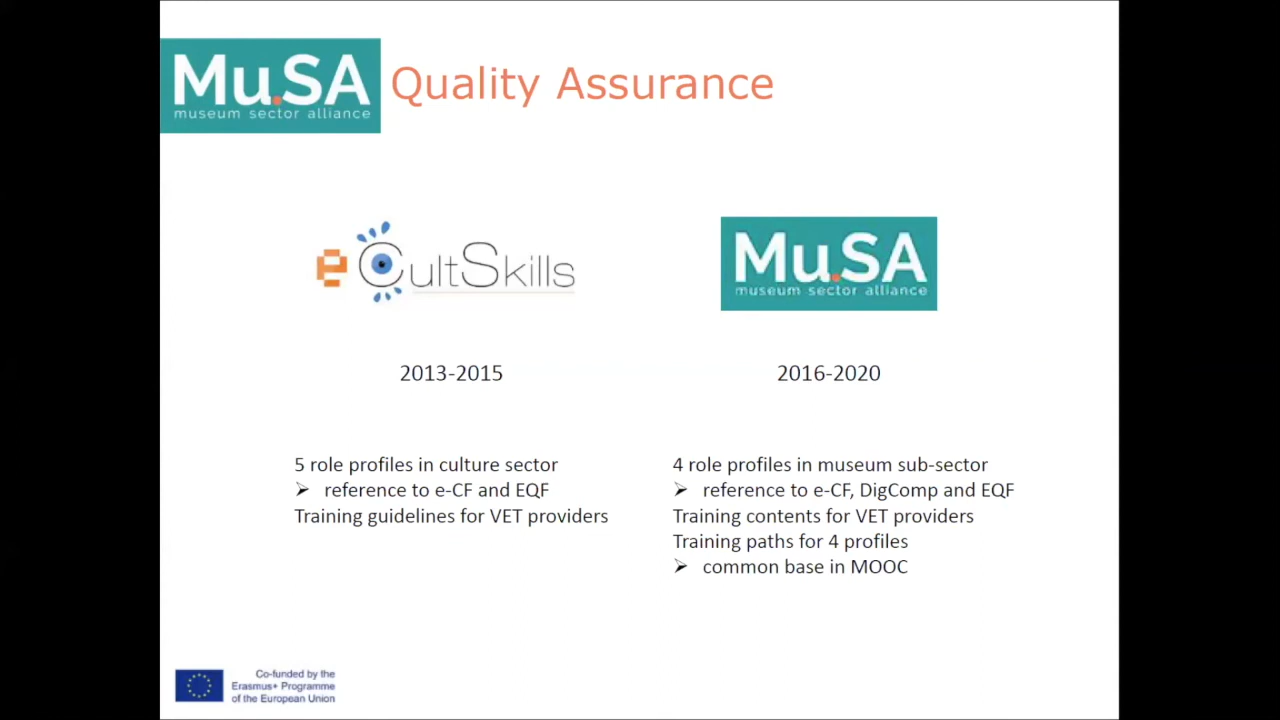 Mu.SA
museum sector alliance
Quality Assurance
eCultSkills
Mu.SA
museum sector alliance
2013-2015
2016-2020
5 role profiles in culture sector
➢ reference to e-CF and EQF
Training guidelines for VET providers
4 role profiles in museum sub-sector
➢ reference to e-CF, DigComp and EQF
Training contents for VET providers
Training paths for 4 profiles
➢ common base in MOOC
Co-funded by the
Erasmus+ Programme
of the European Union